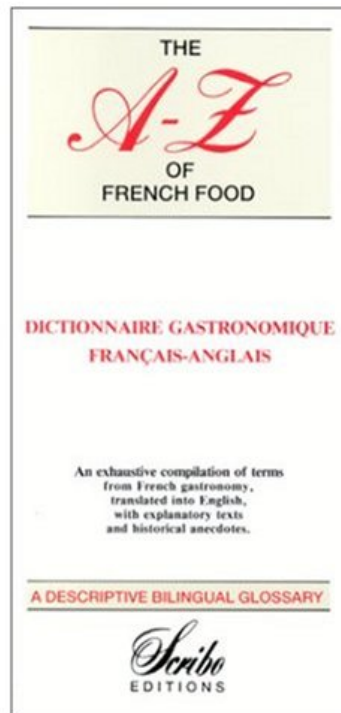 THE
A-Z
OF
FRENCH FOOD
DICTIONNAIRE GASTRONOMIQUE
FRANÇAIS-ANGLAIS
An exhaustive compilation of terms
from French gastronomy,
translated into English,
with explanatory texts
and historical anecdotes.
A DESCRIPTIVE BILINGUAL GLOSSARY
Scribo
EDITIONS